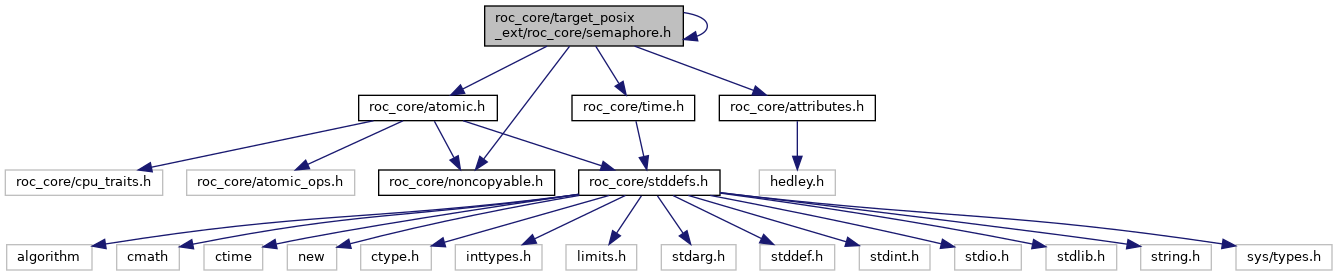 roc_core/target_posix
_ext/roc_core/semaphore.h
roc_core/atomic.h
roc_core/time.h
roc_core/attributes.h
roc_core/cpu_traits.h
roc_core/atomic_ops.h
roc_core/noncopyable.h
roc_core/stddefs.h
hedley.h
algorithm
cmath
ctime
new
ctype.h
inttypes.h
limits.h
stdarg.h
stddef.h
stdint.h
stdio.h
stdlib.h
string.h
sys/types.h